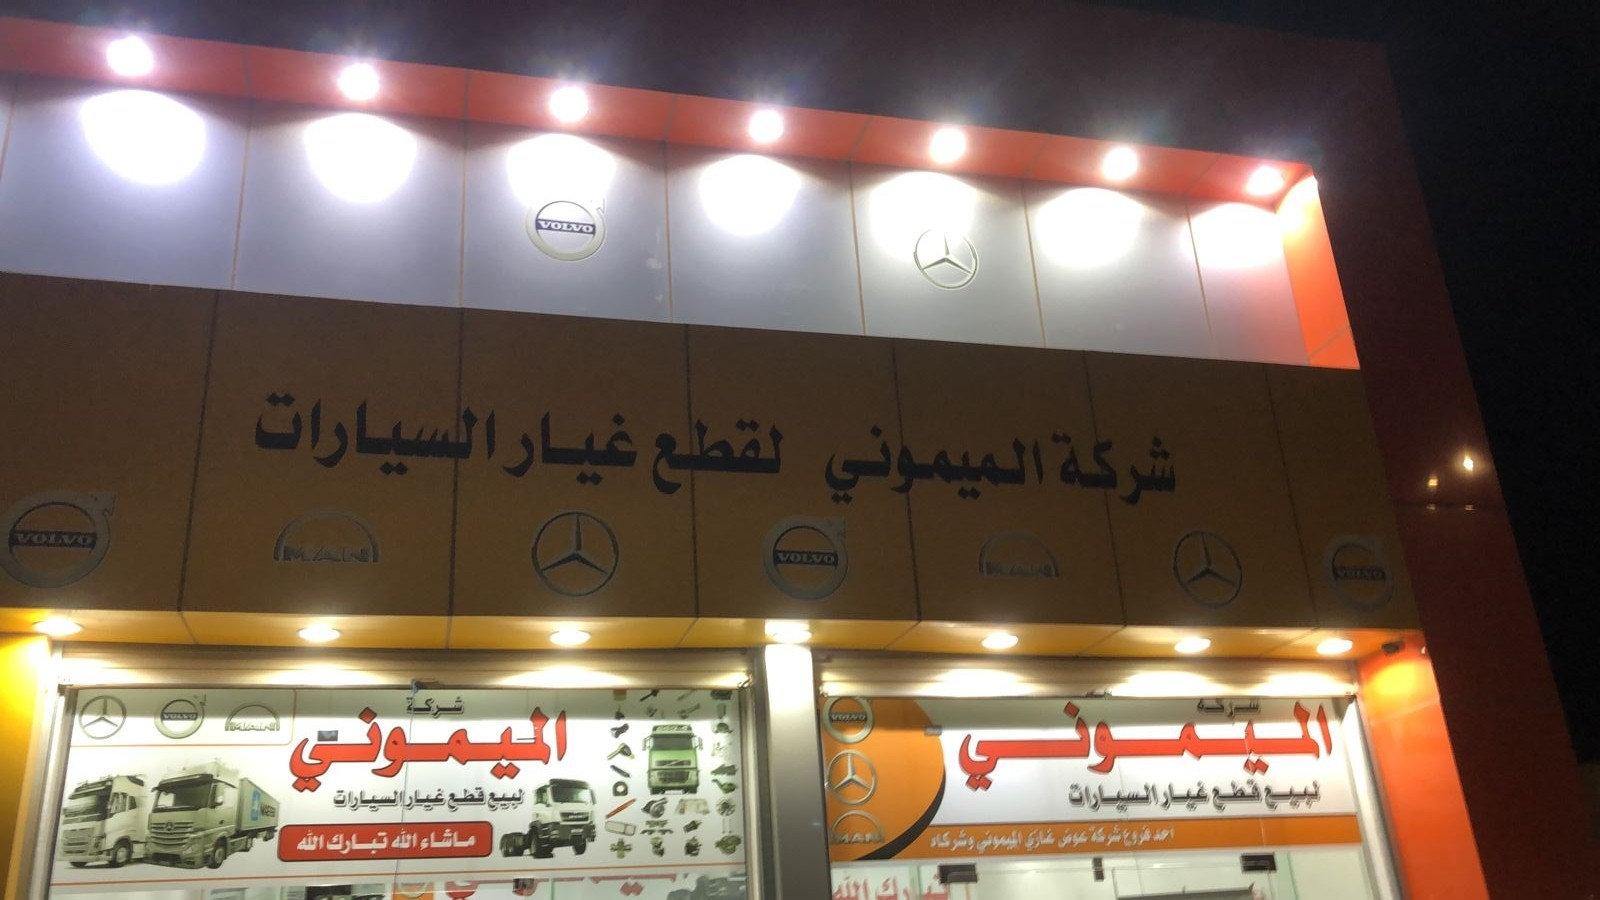 VOLVO
شركة الميموني لقطع غيار السيارات
VOLVO MAN VOLVO MAN VOLVO
VOLVO MAN
شركة
الميموني
لبيع قطع غيار السيارات
ماشاء الله تبارك الله
VOLVO
MAN
شركة
الميموني
لبيع قطع غيار السيارات
احد فروع شركة عوض غازي الميموني وشركاه
تبارك الله